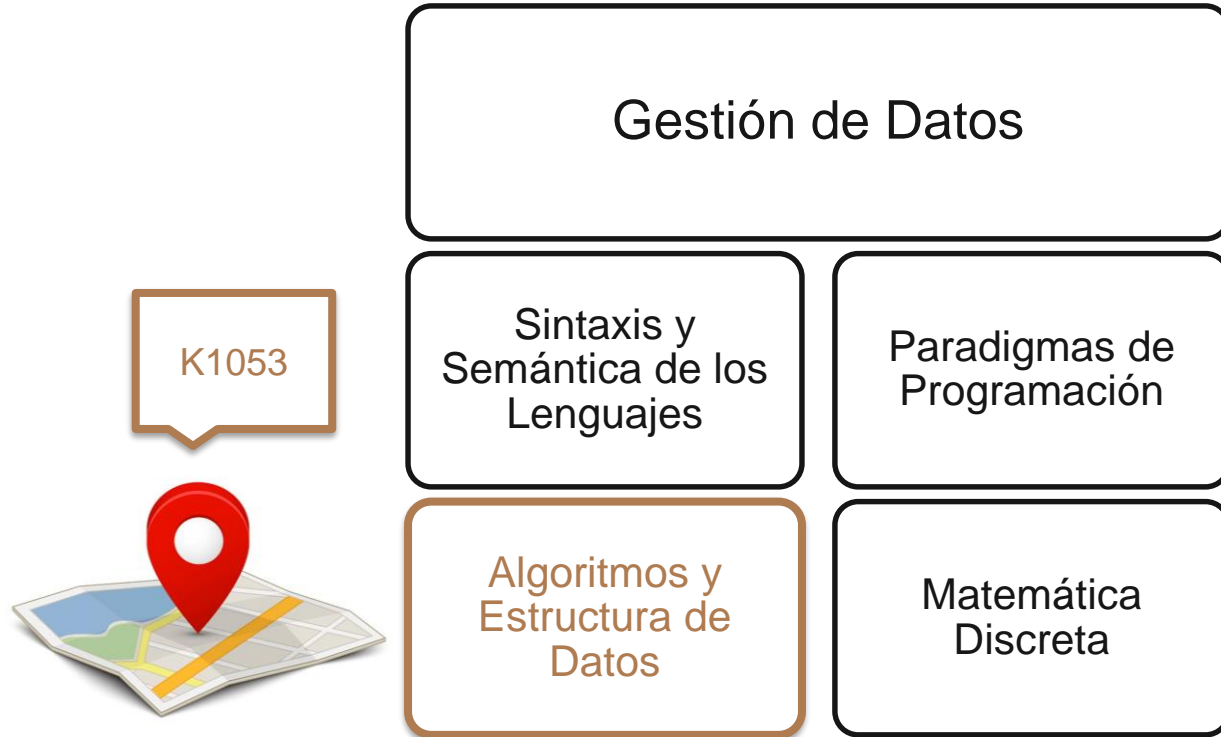 Gestión de Datos
K1053
Sintaxis y
Semántica de los
Lenguajes
Paradigmas de
Programación
Algoritmos y
Estructura de
Datos
Matemática
Discreta